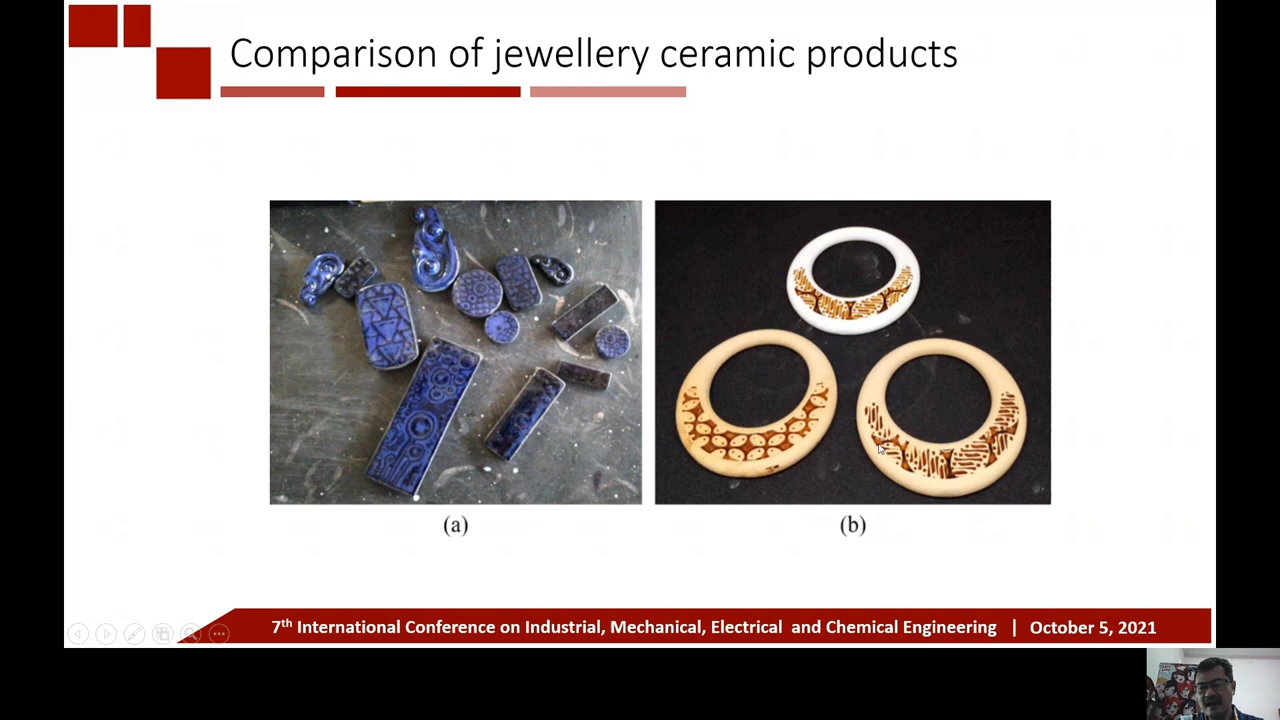 Comparison of jewellery ceramic products
(a)
(b)
7th International Conference on Industrial, Mechanical, Electrical and Chemical Engineering | October 5, 2021